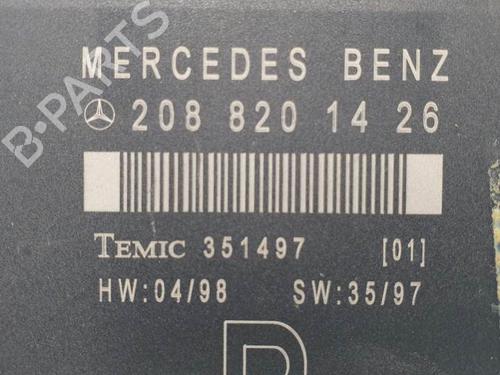 MERCEDES BENZ
208 820 14 26
TEMIC 351497 [01]
HW:04/98 SW:35/97
B-PARTS